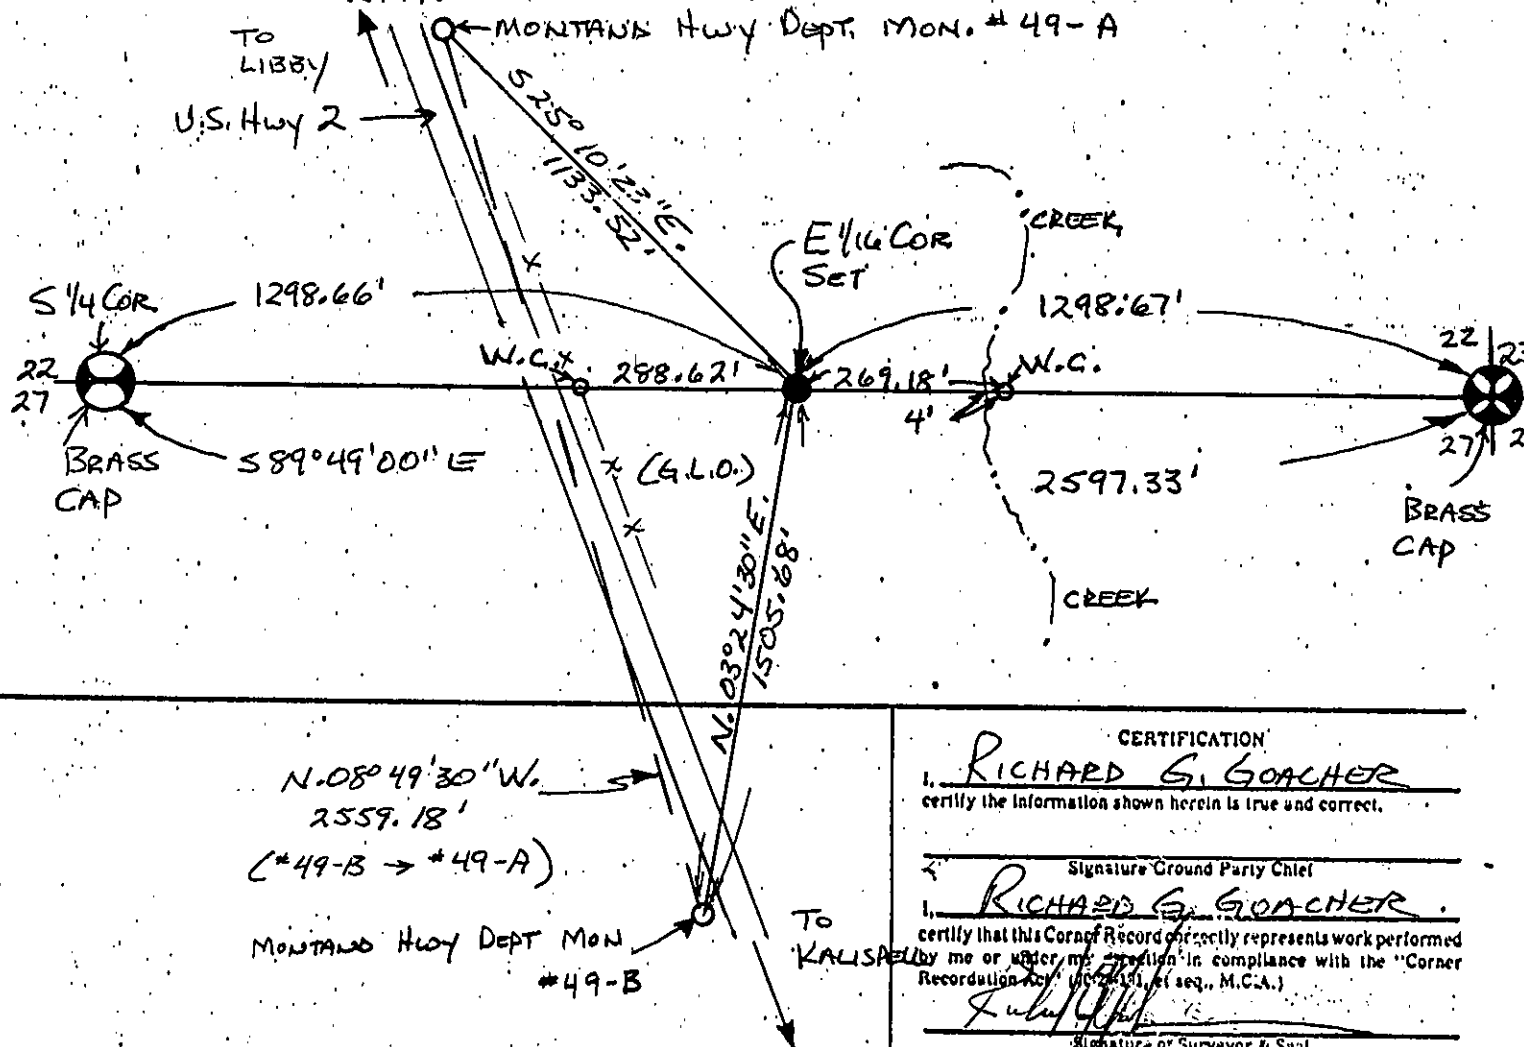 MONTANA HWY DEPT. MON. # 49-A
TO
LIBBY
U.S. HWY 2
S 25° 10' 23" E.
1133.52'
E 1/16 COR
SET
CREEK
S 1/4 COR
1298.66'
1298.67'
22
27
W.C.
288.62'
269.18'
W.C.
4'
22
27
BRASS
CAP
S 89° 49' 00" E
(G.L.O.)
2597.33'
BRASS
CAP
N. 03° 24' 30" E.
1505.68'
CREEK
N. 08° 49' 30" W.
2559.18'
(#49-B → #49-A)
MONTANA HWY DEPT MON
#49-B
TO
KALISPELL
CERTIFICATION
I, RICHARD G. GOACHER
certify the information shown herein is true and correct.
Signature Ground Party Chief
I, RICHARD G. GOACHER.
certify that this Corner Record correctly represents work performed
by me or under my direction in compliance with the "Corner
Recordation Act" et seq., M.C.A.)
Signature of Surveyor & Seal